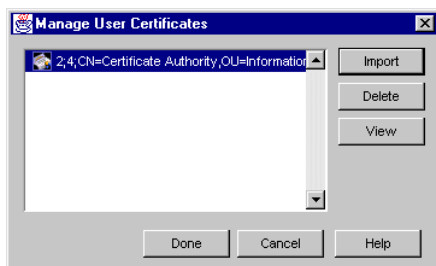 Manage User Certificates
2;4;CN=Certificate Authority,OU=Information
Import
Delete
View
Done
Cancel
Help